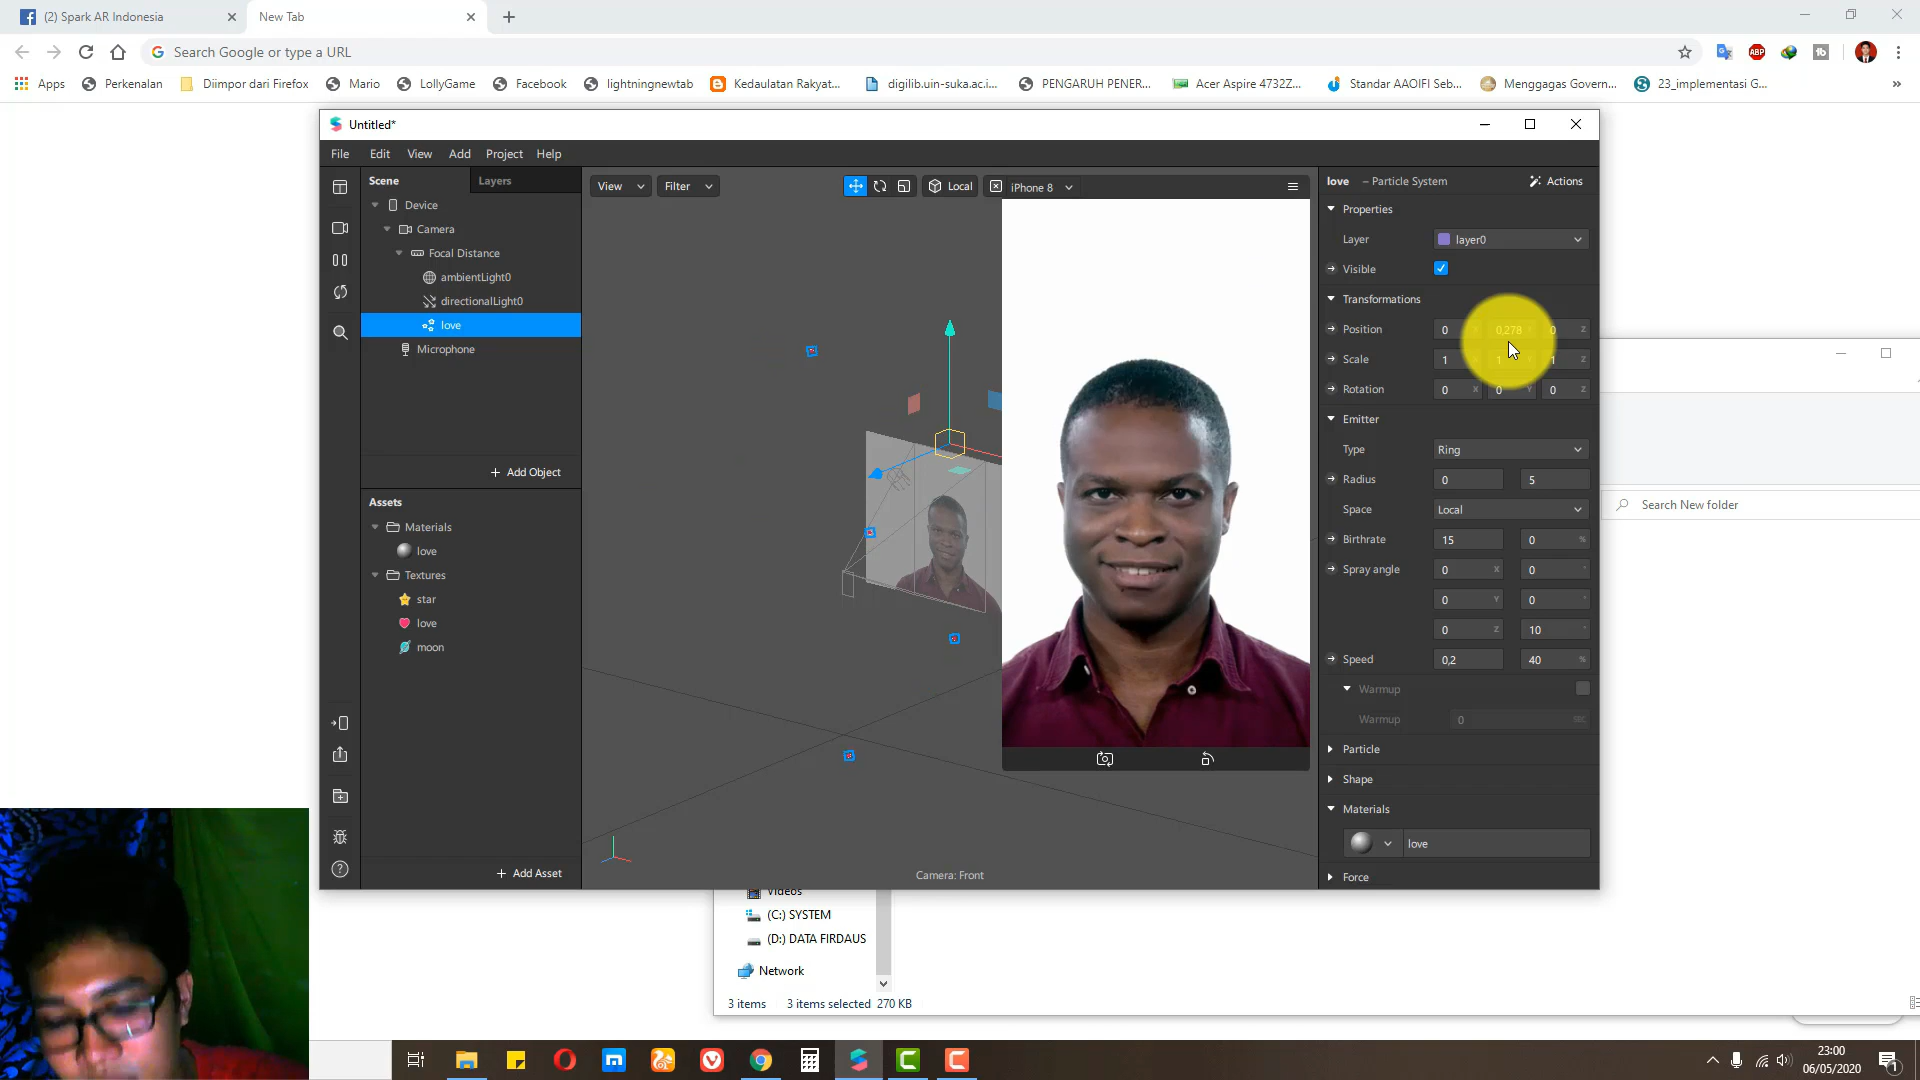 (2) Spark AR Indonesia
New Tab
Search Google or type a URL
Apps
Perkenalan
Diimpor dari Firefox
Mario
LollyGame
Facebook
lightningnewtab
Kedaulatan Rakyat...
digilib.uin-suka.ac.i...
PENGARUH PENER...
Acer Aspire 4732Z...
Standar AAOIFI Seb...
Menggagas Govern...
23_implementasi G...
»
Untitled*
File Edit View Add Project Help
Scene
Layers
Device
Camera
Focal Distance
ambientLight0
directionalLight0
love
Microphone
+ Add Object
Assets
Materials
love
Textures
star
love
moon
+ Add Asset
View
Filter
Local
iPhone 8
Camera: Front
love – Particle System
Actions
Properties
Layer layer0
Visible
Transformations
Position 0 0,278 0 Z
Scale 1 1 1 Z
Rotation 0 X 0 Y 0 Z
Emitter
Type Ring
Radius 0 5
Space Local
Birthrate 15 0 %
Spray angle 0 X 0 °
0 Y 0 °
0 Z 10 °
Speed 0,2 40 %
Warmup
Warmup 0 SEC
Particle
Shape
Materials
love
Force
Search New folder
Videos
(C:) SYSTEM
(D:) DATA FIRDAUS
Network
3 items 3 items selected 270 KB
23:00
06/05/2020
1